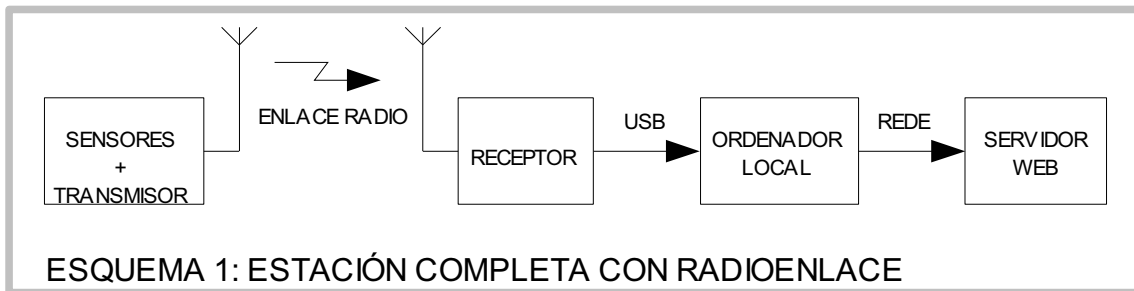 SENSORES
+
TRANSMISOR
ENLACE RADIO
RECEPTOR
USB
ORDENADOR
LOCAL
REDE
SERVIDOR
WEB
ESQUEMA 1: ESTACIÓN COMPLETA CON RADIOENLACE